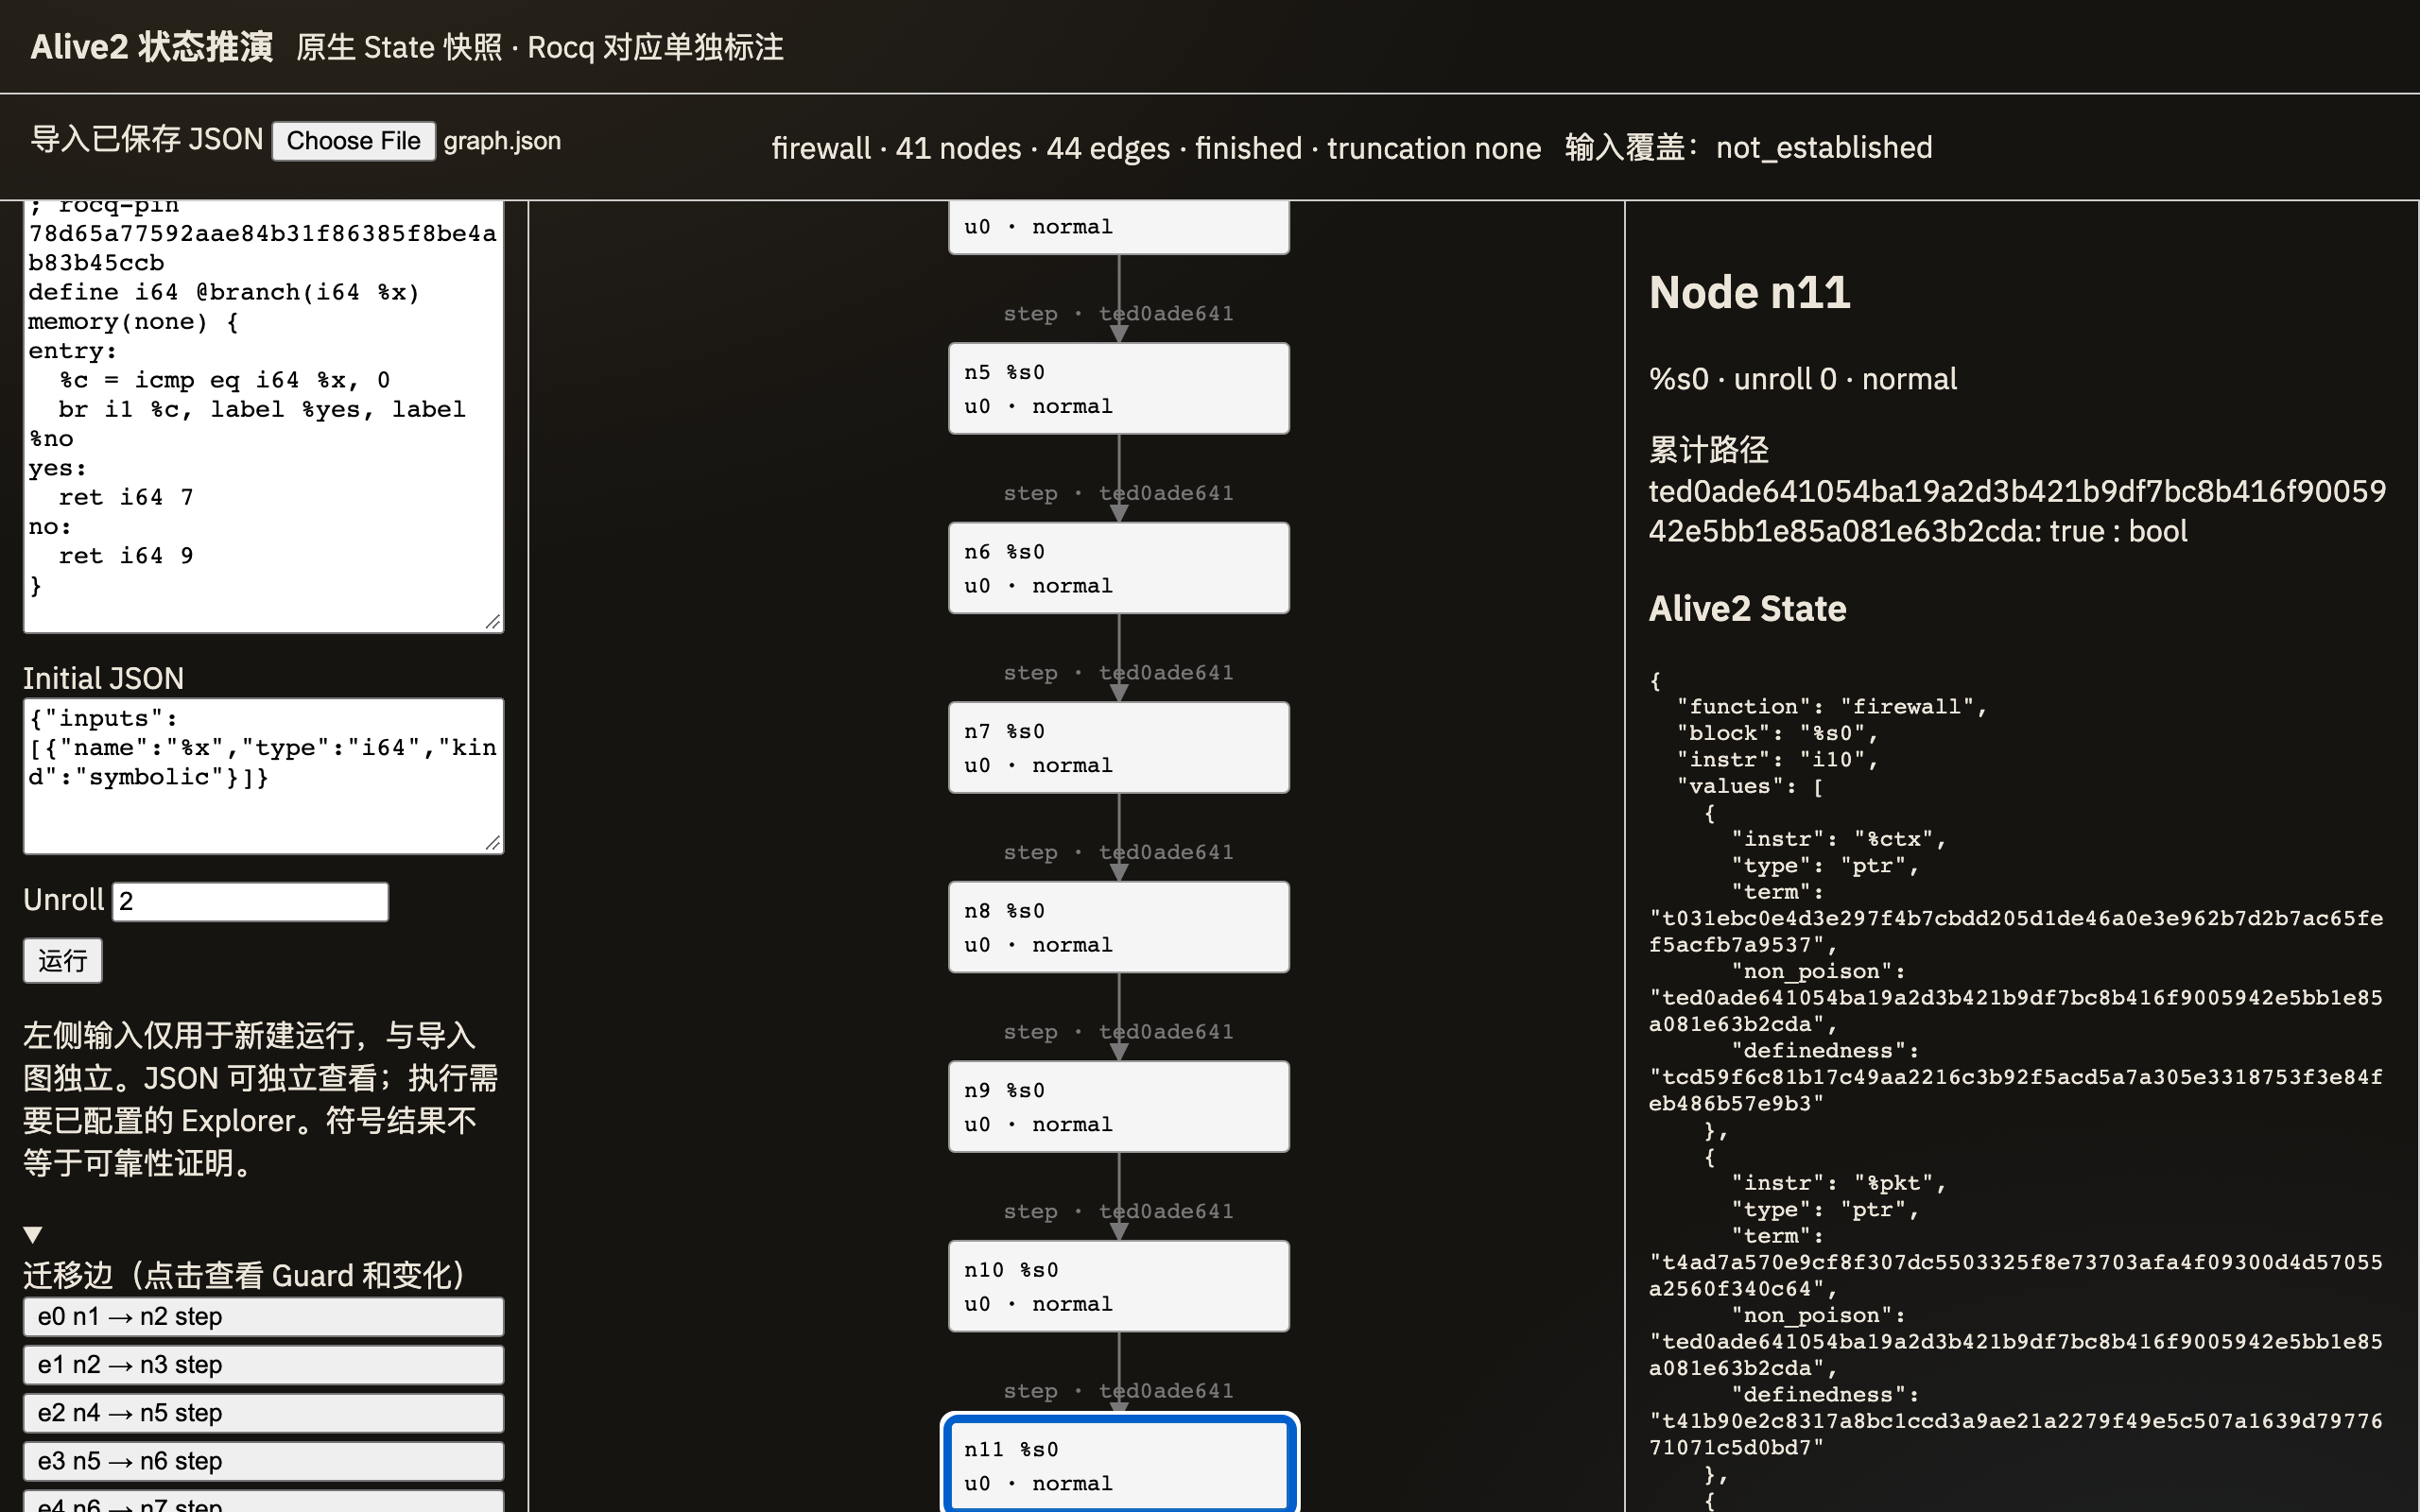 Alive2 状态推演 原生 State 快照 · Rocq 对应单独标注
导入已保存 JSON Choose File graph.json
firewall · 41 nodes · 44 edges · finished · truncation none 输入覆盖：not_established
; rocq-pin
78d65a77592aae84b31f86385f8be4a
b83b45ccb
define i64 @branch(i64 %x)
memory(none) {
entry:
%c = icmp eq i64 %x, 0
br i1 %c, label %yes, label
%no
yes:
ret i64 7
no:
ret i64 9
}
Initial JSON
{"inputs":
[{"name":"%x","type":"i64","kin
d":"symbolic"}]}
Unroll 2
运行
左侧输入仅用于新建运行，与导入
图独立。JSON 可独立查看；执行需
要已配置的 Explorer。符号结果不
等于可靠性证明。
▼
迁移边（点击查看 Guard 和变化）
e0 n1 → n2 step
e1 n2 → n3 step
e2 n4 → n5 step
e3 n5 → n6 step
e4 n6 → n7 step
u0 · normal
step · ted0ade641
n5 %s0
u0 · normal
step · ted0ade641
n6 %s0
u0 · normal
step · ted0ade641
n7 %s0
u0 · normal
step · ted0ade641
n8 %s0
u0 · normal
step · ted0ade641
n9 %s0
u0 · normal
step · ted0ade641
n10 %s0
u0 · normal
step · ted0ade641
n11 %s0
u0 · normal
Node n11
%s0 · unroll 0 · normal
累计路径
ted0ade641054ba19a2d3b421b9df7bc8b416f90059
42e5bb1e85a081e63b2cda: true : bool
Alive2 State
{
"function": "firewall",
"block": "%s0",
"instr": "i10",
"values": [
{
"instr": "%ctx",
"type": "ptr",
"term":
"t031ebc0e4d3e297f4b7cbdd205d1de46a0e3e962b7d2b7ac65fe
f5acfb7a9537",
"non_poison":
"ted0ade641054ba19a2d3b421b9df7bc8b416f9005942e5bb1e85
a081e63b2cda",
"definedness":
"tcd59f6c81b17c49aa2216c3b92f5acd5a7a305e3318753f3e84f
eb486b57e9b3"
},
{
"instr": "%pkt",
"type": "ptr",
"term":
"t4ad7a570e9cf8f307dc5503325f8e73703afa4f09300d4d57055
a2560f340c64",
"non_poison":
"ted0ade641054ba19a2d3b421b9df7bc8b416f9005942e5bb1e85
a081e63b2cda",
"definedness":
"t41b90e2c8317a8bc1ccd3a9ae21a2279f49e5c507a1639d79776
71071c5d0bd7"
},
{